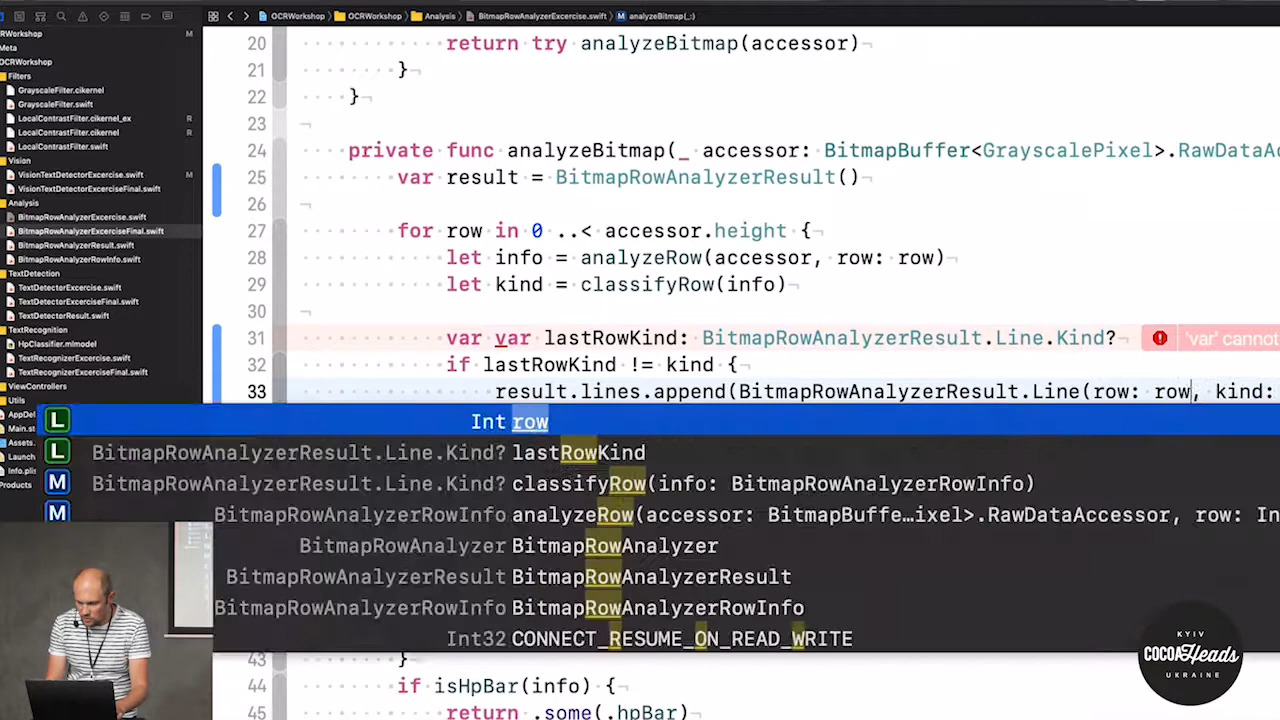 OCRWorkshop OCRWorkshop Analysis BitmapRowAnalyzerExcercise.swift M analyzeBitmap(_:)
RWorkshop M
Meta
OCRWorkshop
Filters
GrayscaleFilter.cikernel
GrayscaleFilter.swift
LocalContrastFilter.cikernel_ex R
LocalContrastFilter.cikernel R
LocalContrastFilter.swift
Vision
VisionTextDetectorExcercise.swift M
VisionTextDetectorExcerciseFinal.swift
Analysis
BitmapRowAnalyzerExcercise.swift
BitmapRowAnalyzerExcerciseFinal.swift
BitmapRowAnalyzerResult.swift
BitmapRowAnalyzerRowInfo.swift
TextDetection
TextDetectorExcercise.swift
TextDetectorExcerciseFinal.swift
TextDetectorResult.swift
TextRecognition
HpClassifier.mlmodel
TextRecognizerExercise.swift
TextRecognizerExerciseFinal.swift
ViewControllers
Utils
AppDel
Main.st
Assets.
Launch
Info.plis
Products
20 return try analyzeBitmap(accessor)
21 }
22 }
23
24 private func analyzeBitmap(_ accessor: BitmapBuffer<GrayscalePixel>.RawDataAc
25 var result = BitmapRowAnalyzerResult()
26
27 for row in 0 ..< accessor.height {
28 let info = analyzeRow(accessor, row: row)
29 let kind = classifyRow(info)
30
31 var var lastRowKind: BitmapRowAnalyzerResult.Line.Kind? 'var' cannot
32 if lastRowKind != kind {
33 result.lines.append(BitmapRowAnalyzerResult.Line(row: row, kind:
L Int row
L BitmapRowAnalyzerResult.Line.Kind? lastRowKind
M BitmapRowAnalyzerResult.Line.Kind? classifyRow(info: BitmapRowAnalyzerRowInfo)
M BitmapRowAnalyzerRowInfo analyzeRow(accessor: BitmapBuffe…ixel>.RawDataAccessor, row: In
BitmapRowAnalyzer BitmapRowAnalyzer
BitmapRowAnalyzerResult BitmapRowAnalyzerResult
BitmapRowAnalyzerRowInfo BitmapRowAnalyzerRowInfo
Int32 CONNECT_RESUME_ON_READ_WRITE
43 }
44 if isHpBar(info) {
45 return .some(.hpBar)
KYIV
COCOAHeads
UKRAINE